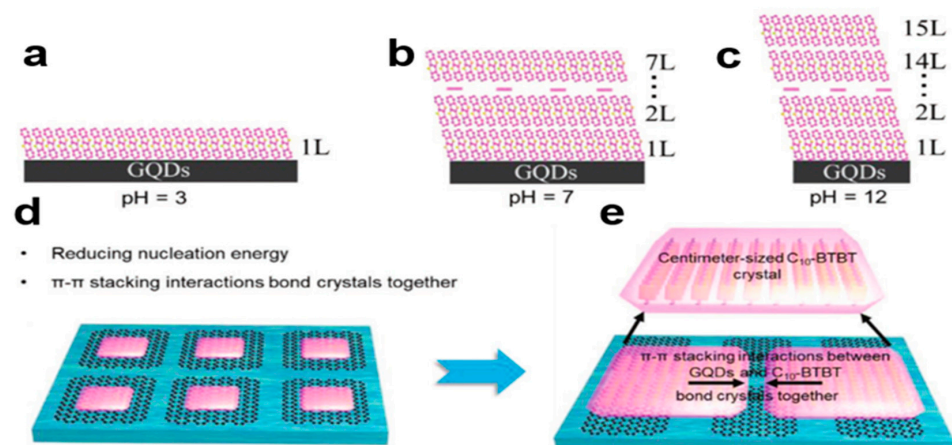 a
1L
GQDs
pH = 3
b
7L
2L
1L
GQDs
pH = 7
c
15L
14L
2L
1L
GQDs
pH = 12
d
• Reducing nucleation energy
• π-π stacking interactions bond crystals together
e
Centimeter-sized C₁₀-BTBT
crystal
π-π stacking interactions between
GQDs and C₁₀-BTBT
bond crystals together